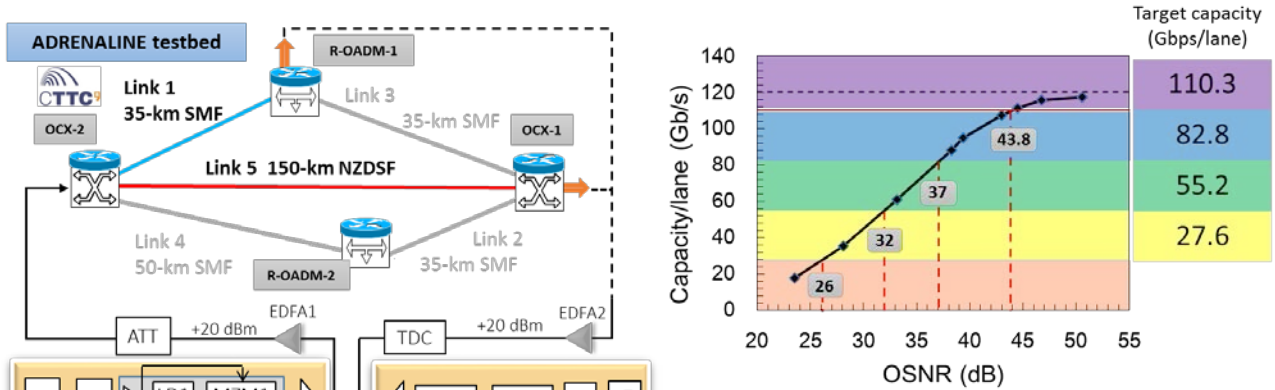 ADRENALINE testbed
CTTC9
R-OADM-1
Link 1
35-km SMF
Link 3
35-km SMF
OCX-2
OCX-1
Link 5 150-km NZDSF
Link 4
50-km SMF
Link 2
35-km SMF
R-OADM-2
EDFA1
EDFA2
ATT
+20 dBm
TDC
+20 dBm
Target capacity
(Gbps/lane)
110.3
82.8
55.2
27.6
Capacity/lane (Gb/s)
140
120
100
80
60
40
20
0
43.8
37
32
26
20 25 30 35 40 45 50 55
OSNR (dB)